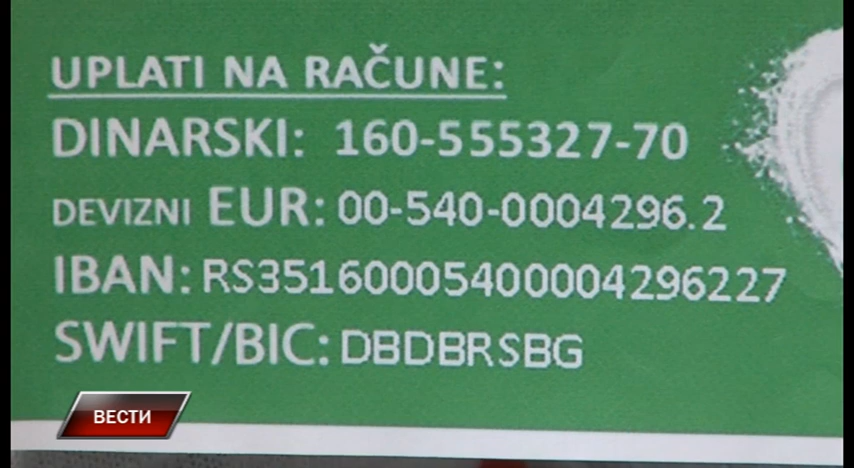 UPLATI NA RAČUNE:
DINARSKI: 160-555327-70
DEVIZNI EUR: 00-540-0004296.2
IBAN: RS35160005400004296227
SWIFT/BIC: DBDBRSBG
ВЕСТИ